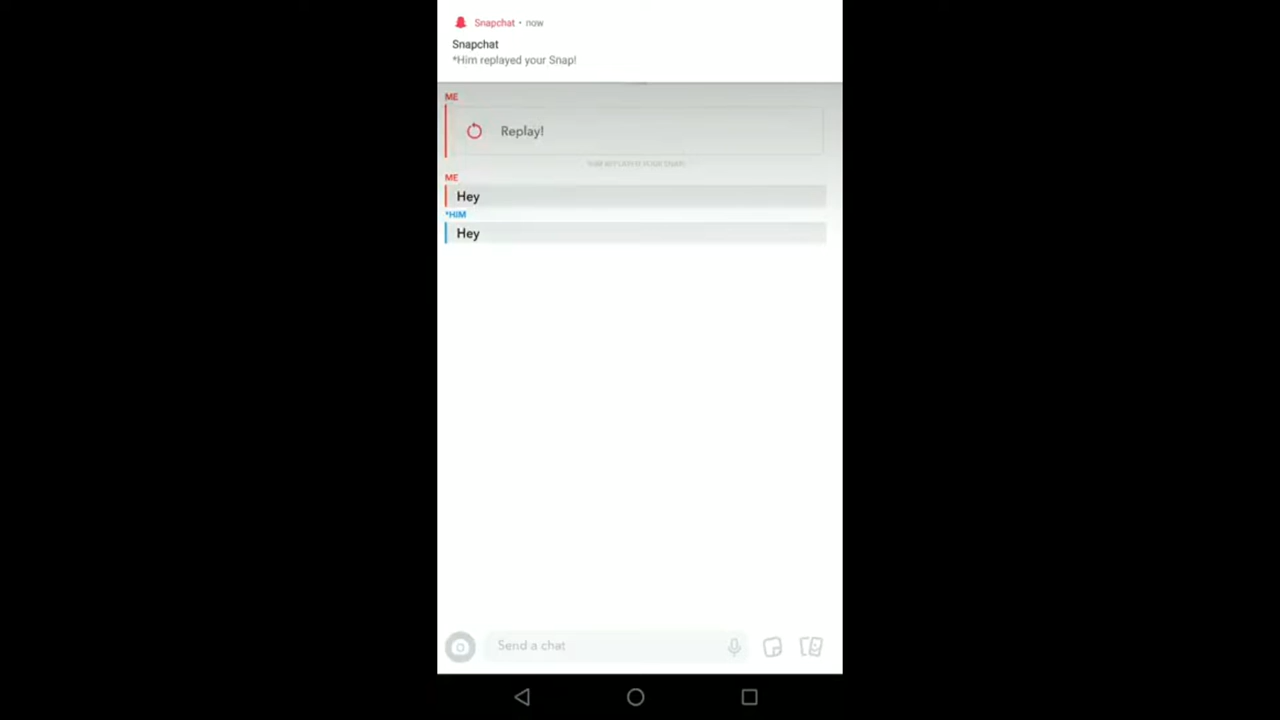 Snapchat • now
Snapchat
*Him replayed your Snap!
ME
Replay!
ME
Hey
*HIM
Hey
Send a chat